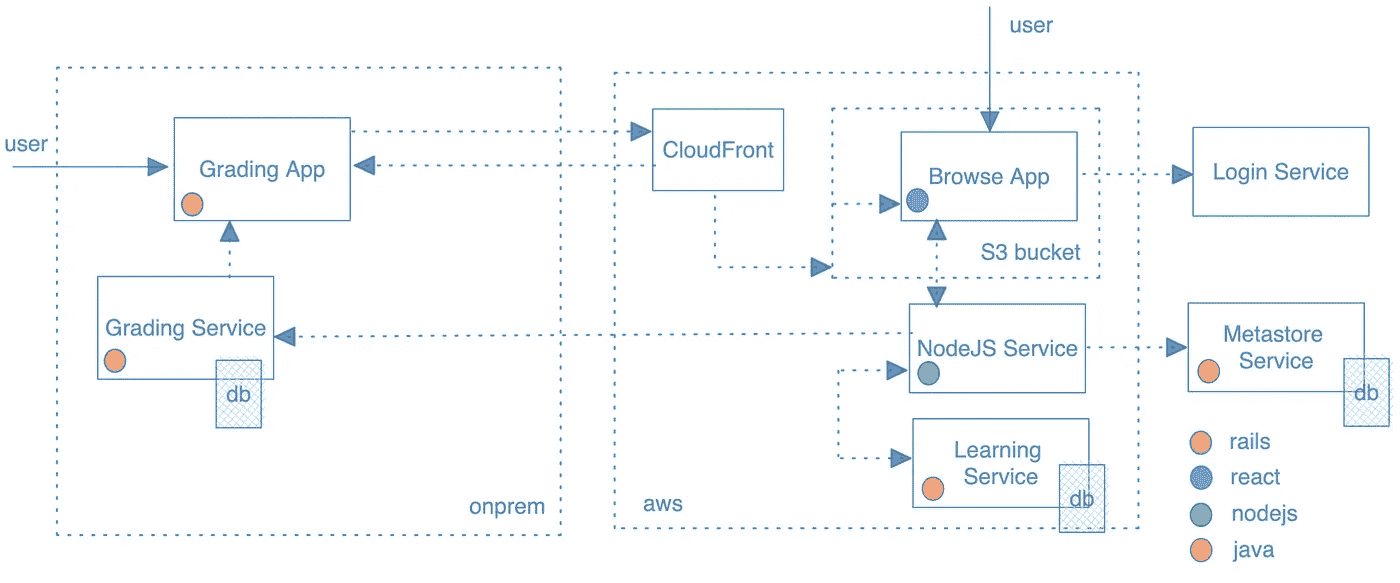 user
user
Grading App
CloudFront
Browse App
Login Service
S3 bucket
Grading Service
db
NodeJS Service
Metastore
Service
db
Learning
Service
db
onprem
aws
rails
react
nodejs
java